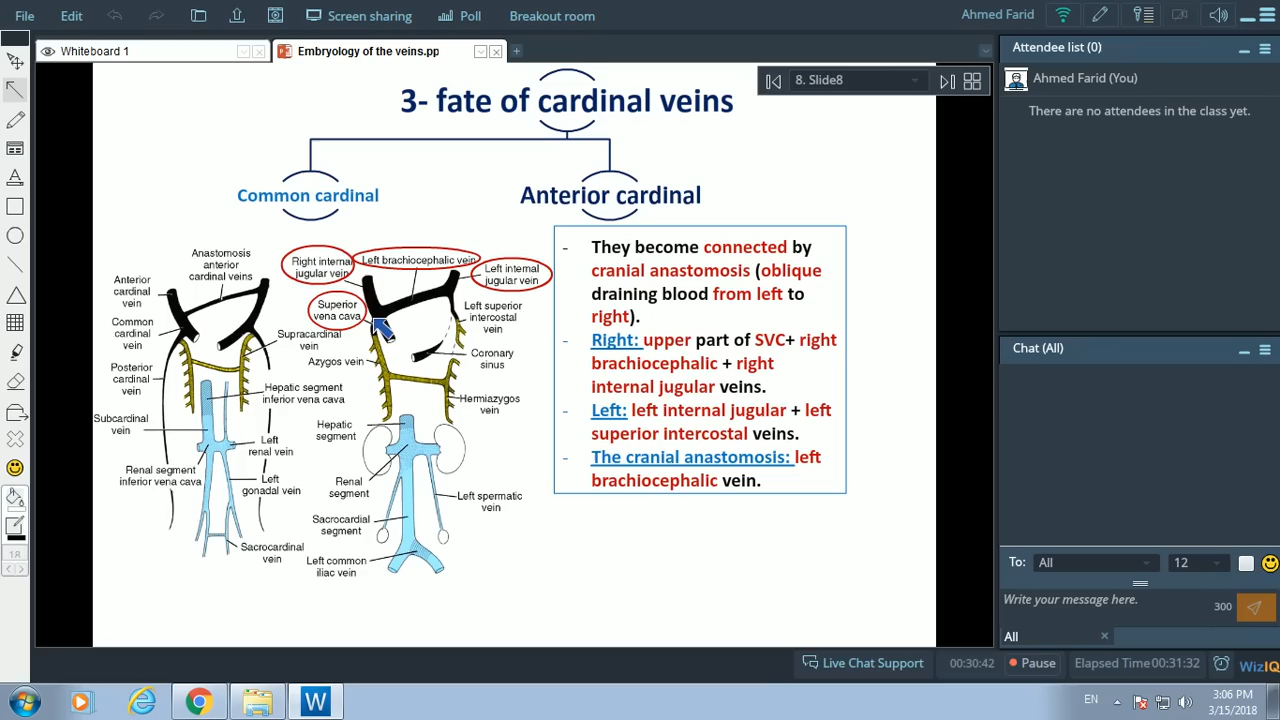 File
Edit
Screen sharing
Poll
Breakout room
Ahmed Farid
Whiteboard 1
Embryology of the veins.pp
Attendee list (0)
8. Slide8
Ahmed Farid (You)
There are no attendees in the class yet.
3- fate of cardinal veins
Common cardinal
Anterior cardinal
Anastomosis
anterior
cardinal veins
Anterior
cardinal
vein
Common
cardinal
vein
Supracardinal
vein
Posterior
cardinal
vein
Hepatic segment
inferior vena cava
Subcardinal
vein
Left
renal vein
Renal segment
inferior vena cava
Left
gonadal vein
Sacrocardinal
vein
Right internal
jugular vein
Left brachiocephalic vein
Left internal
jugular vein
Superior
vena cava
Left superior
intercostal
vein
Azygos vein
Coronary
sinus
Hemiazygos
vein
Hepatic
segment
Renal
segment
Left spermatic
vein
Sacrocardial
segment
Left common
iliac vein
- They become connected by
cranial anastomosis (oblique
draining blood from left to
right).
- Right: upper part of SVC+ right
brachiocephalic + right
internal jugular veins.
- Left: left internal jugular + left
superior intercostal veins.
- The cranial anastomosis: left
brachiocephalic vein.
Chat (All)
To:
All
12
Write your message here.
300
All
Live Chat Support
00:30:42
Pause
Elapsed Time
00:31:32
WizIQ
EN
3:06 PM
3/15/2018